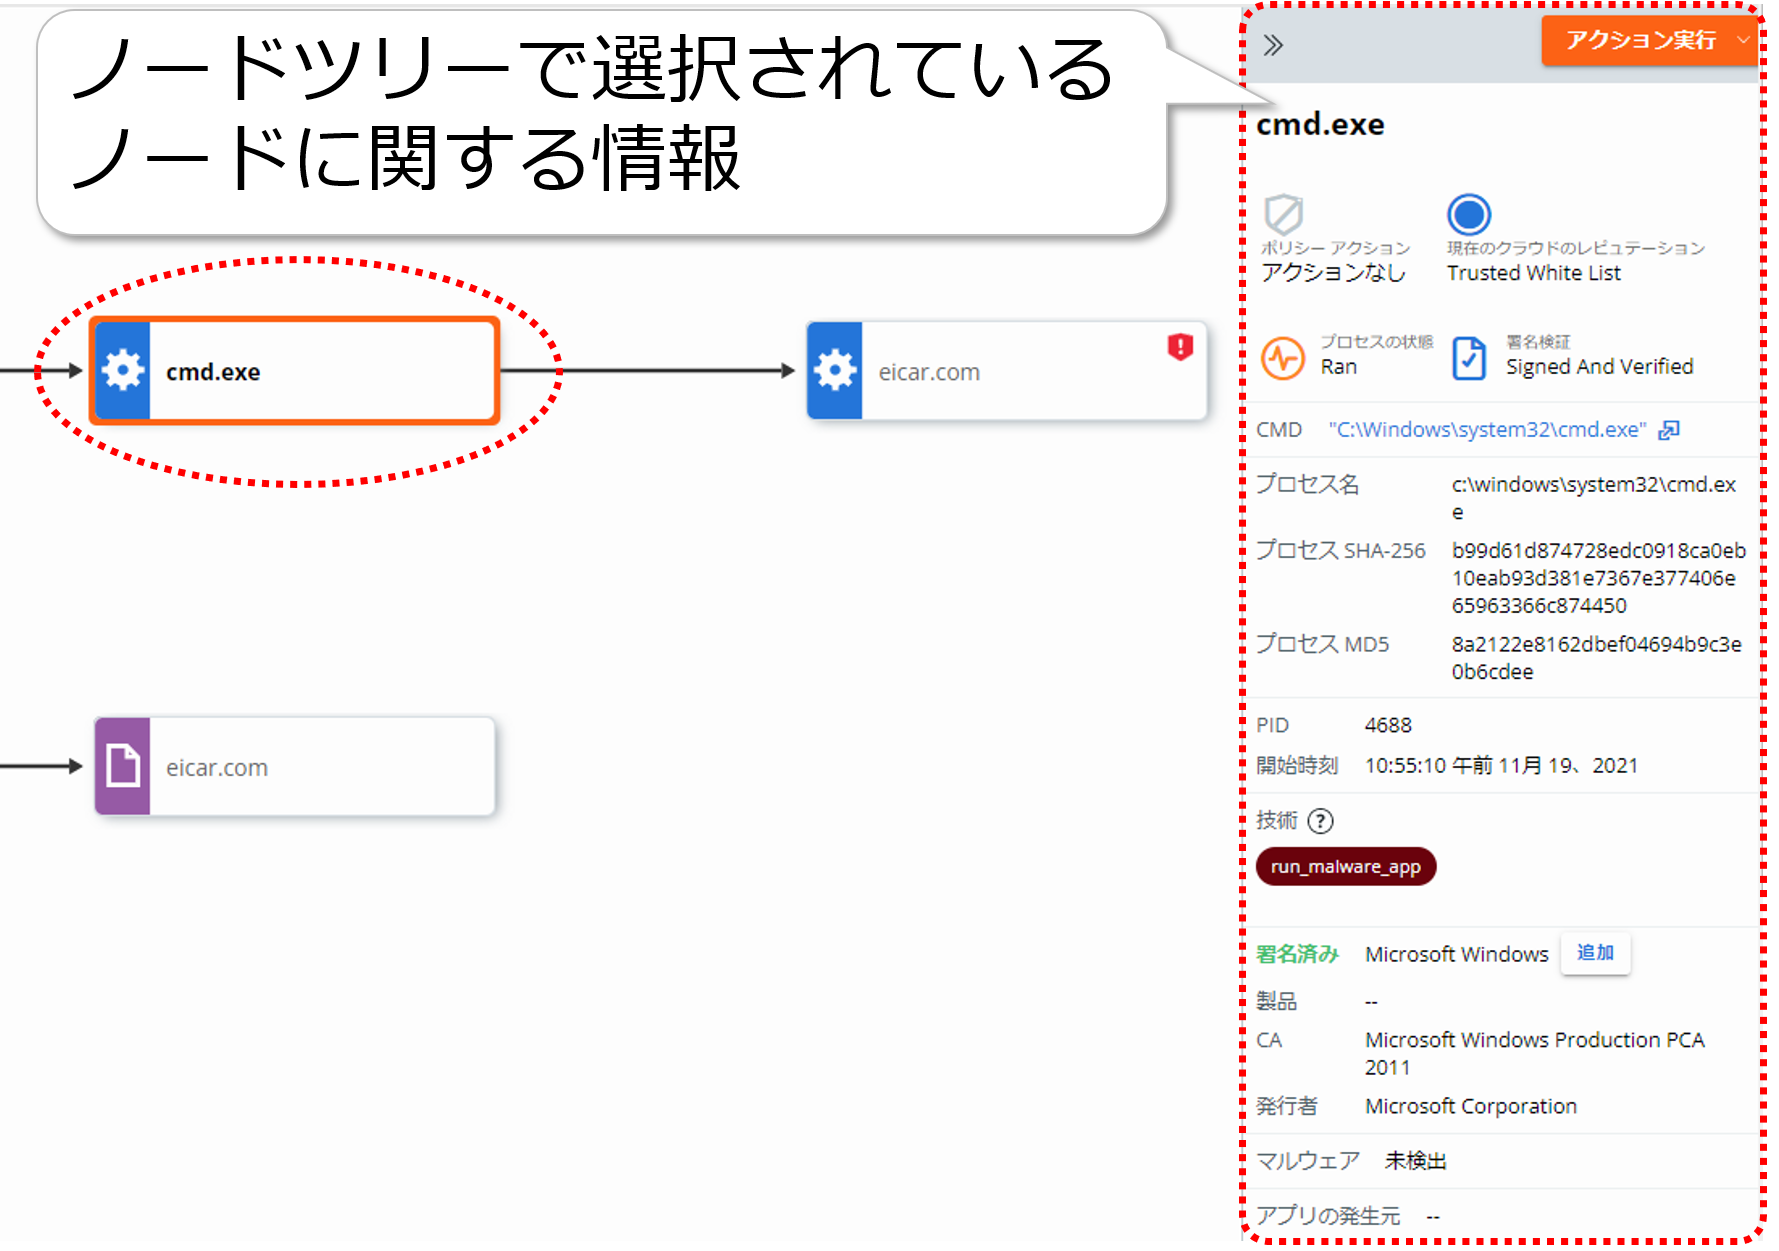 ノードツリーで選択されている
ノードに関する情報
cmd.exe
eicar.com
eicar.com
アクション実行
cmd.exe
ポリシー アクション
アクションなし
現在のクラウドのレピュテーション
Trusted White List
プロセスの状態
Ran
署名検証
Signed And Verified
CMD "C:\Windows\system32\cmd.exe"
プロセス名 c:\windows\system32\cmd.ex
e
プロセス SHA-256 b99d61d874728edc0918ca0eb
10eab93d381e7367e377406e
65963366c874450
プロセス MD5 8a2122e8162dbef04694b9c3e
0b6cdee
PID 4688
開始時刻 10:55:10 午前 11月 19、2021
技術 ?
run_malware_app
署名済み Microsoft Windows 追加
製品 --
CA Microsoft Windows Production PCA
2011
発行者 Microsoft Corporation
マルウェア 未検出
アプリの発生元 --